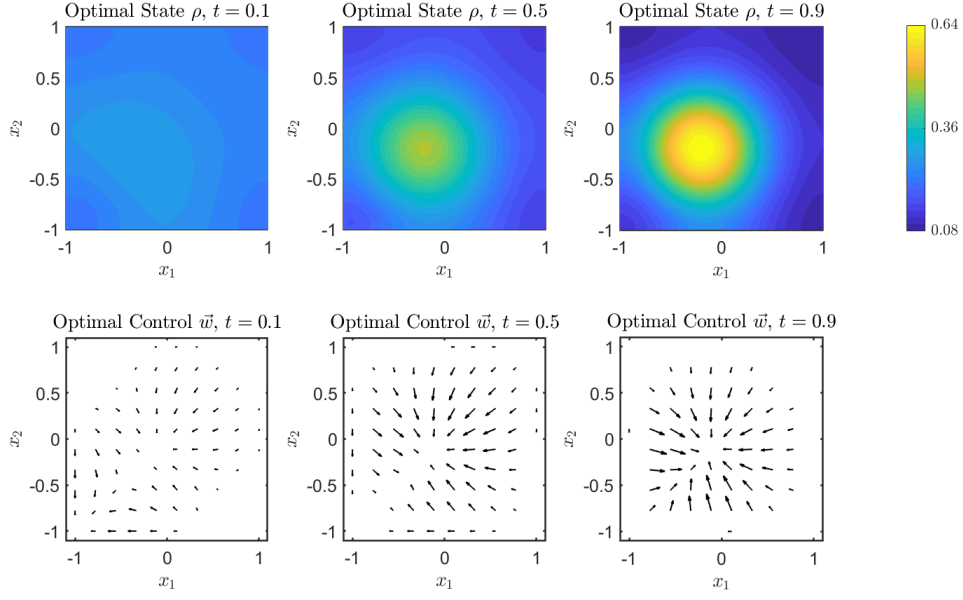 Optimal State ρ, t = 0.1
Optimal State ρ, t = 0.5
Optimal State ρ, t = 0.9
1
0.5
0
-0.5
-1
x₂
-1
0
1
x₁
1
0.5
0
-0.5
-1
x₂
-1
0
1
x₁
1
0.5
0
-0.5
-1
x₂
-1
0
1
x₁
0.64
0.36
0.08
Optimal Control w⃗, t = 0.1
Optimal Control w⃗, t = 0.5
Optimal Control w⃗, t = 0.9
1
0.5
0
-0.5
-1
x₂
-1
0
1
x₁
1
0.5
0
-0.5
-1
x₂
-1
0
1
x₁
1
0.5
0
-0.5
-1
x₂
-1
0
1
x₁